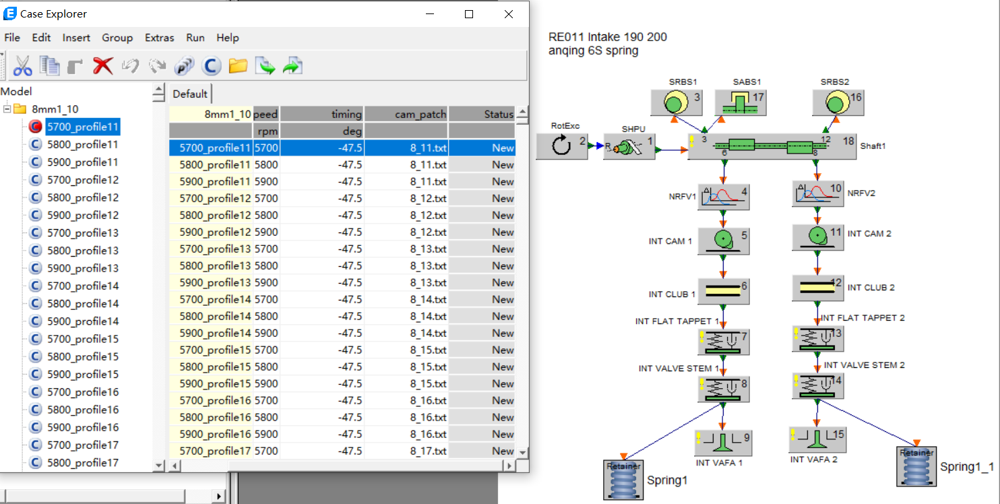 Case Explorer
File Edit Insert Group Extras Run Help
Model
8mm1_10
5700_profile11
5800_profile11
5900_profile11
5700_profile12
5800_profile12
5900_profile12
5700_profile13
5800_profile13
5900_profile13
5700_profile14
5800_profile14
5900_profile14
5700_profile15
5800_profile15
5900_profile15
5700_profile16
5800_profile16
5900_profile16
5700_profile17
5800_profile17
Default
8mm1_10 peed timing cam_patch Status
rpm deg
5700_profile11 5700 -47.5 8_11.txt New
5800_profile11 5800 -47.5 8_11.txt New
5900_profile11 5900 -47.5 8_11.txt New
5700_profile12 5700 -47.5 8_12.txt New
5800_profile12 5800 -47.5 8_12.txt New
5900_profile12 5900 -47.5 8_12.txt New
5700_profile13 5700 -47.5 8_13.txt New
5800_profile13 5800 -47.5 8_13.txt New
5900_profile13 5900 -47.5 8_13.txt New
5700_profile14 5700 -47.5 8_14.txt New
5800_profile14 5800 -47.5 8_14.txt New
5900_profile14 5900 -47.5 8_14.txt New
5700_profile15 5700 -47.5 8_15.txt New
5800_profile15 5800 -47.5 8_15.txt New
5900_profile15 5900 -47.5 8_15.txt New
5700_profile16 5700 -47.5 8_16.txt New
5800_profile16 5800 -47.5 8_16.txt New
5900_profile16 5900 -47.5 8_16.txt New
5700_profile17 5700 -47.5 8_17.txt New
RE011 Intake 190 200
anqing 6S spring
SRBS1 SABS1 SRBS2
3 17 16
RotExc SHPU
2 R 1 3 12 18 Shaft1
6 8
NRFV1 4 10 NRFV2
INT CAM 1 5 11 INT CAM 2
INT CLUB 1 6 12 INT CLUB 2
INT FLAT TAPPET 1 INT FLAT TAPPET 2
7 13
INT VALVE STEM 1 INT VALVE STEM 2
8 14
9 15
INT VAFA 1 INT VAFA 2
Retainer Retainer
Spring1 Spring1_1